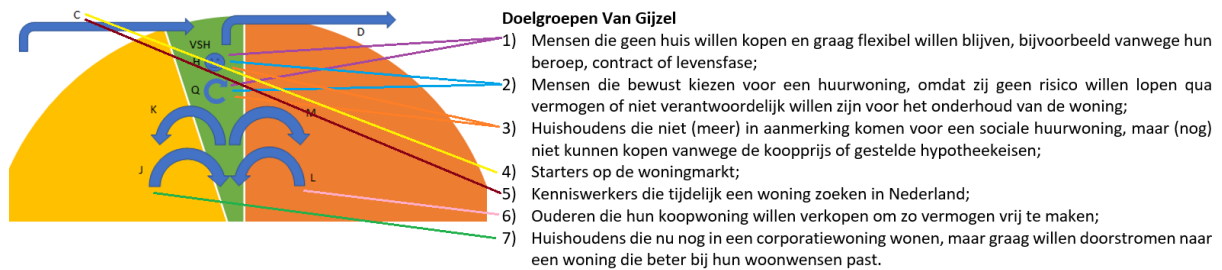 C
D
VSH
H
Q
K
M
J
L
Doelgroepen Van Gijzel
1) Mensen die geen huis willen kopen en graag flexibel willen blijven, bijvoorbeeld vanwege hun
beroep, contract of levensfase;
2) Mensen die bewust kiezen voor een huurwoning, omdat zij geen risico willen lopen qua
vermogen of niet verantwoordelijk willen zijn voor het onderhoud van de woning;
3) Huishoudens die niet (meer) in aanmerking komen voor een sociale huurwoning, maar (nog)
niet kunnen kopen vanwege de koopprijs of gestelde hypotheekeisen;
4) Starters op de woningmarkt;
5) Kenniswerkers die tijdelijk een woning zoeken in Nederland;
6) Ouderen die hun koopwoning willen verkopen om zo vermogen vrij te maken;
7) Huishoudens die nu nog in een corporatiewoning wonen, maar graag willen doorstromen naar
een woning die beter bij hun woonwensen past.